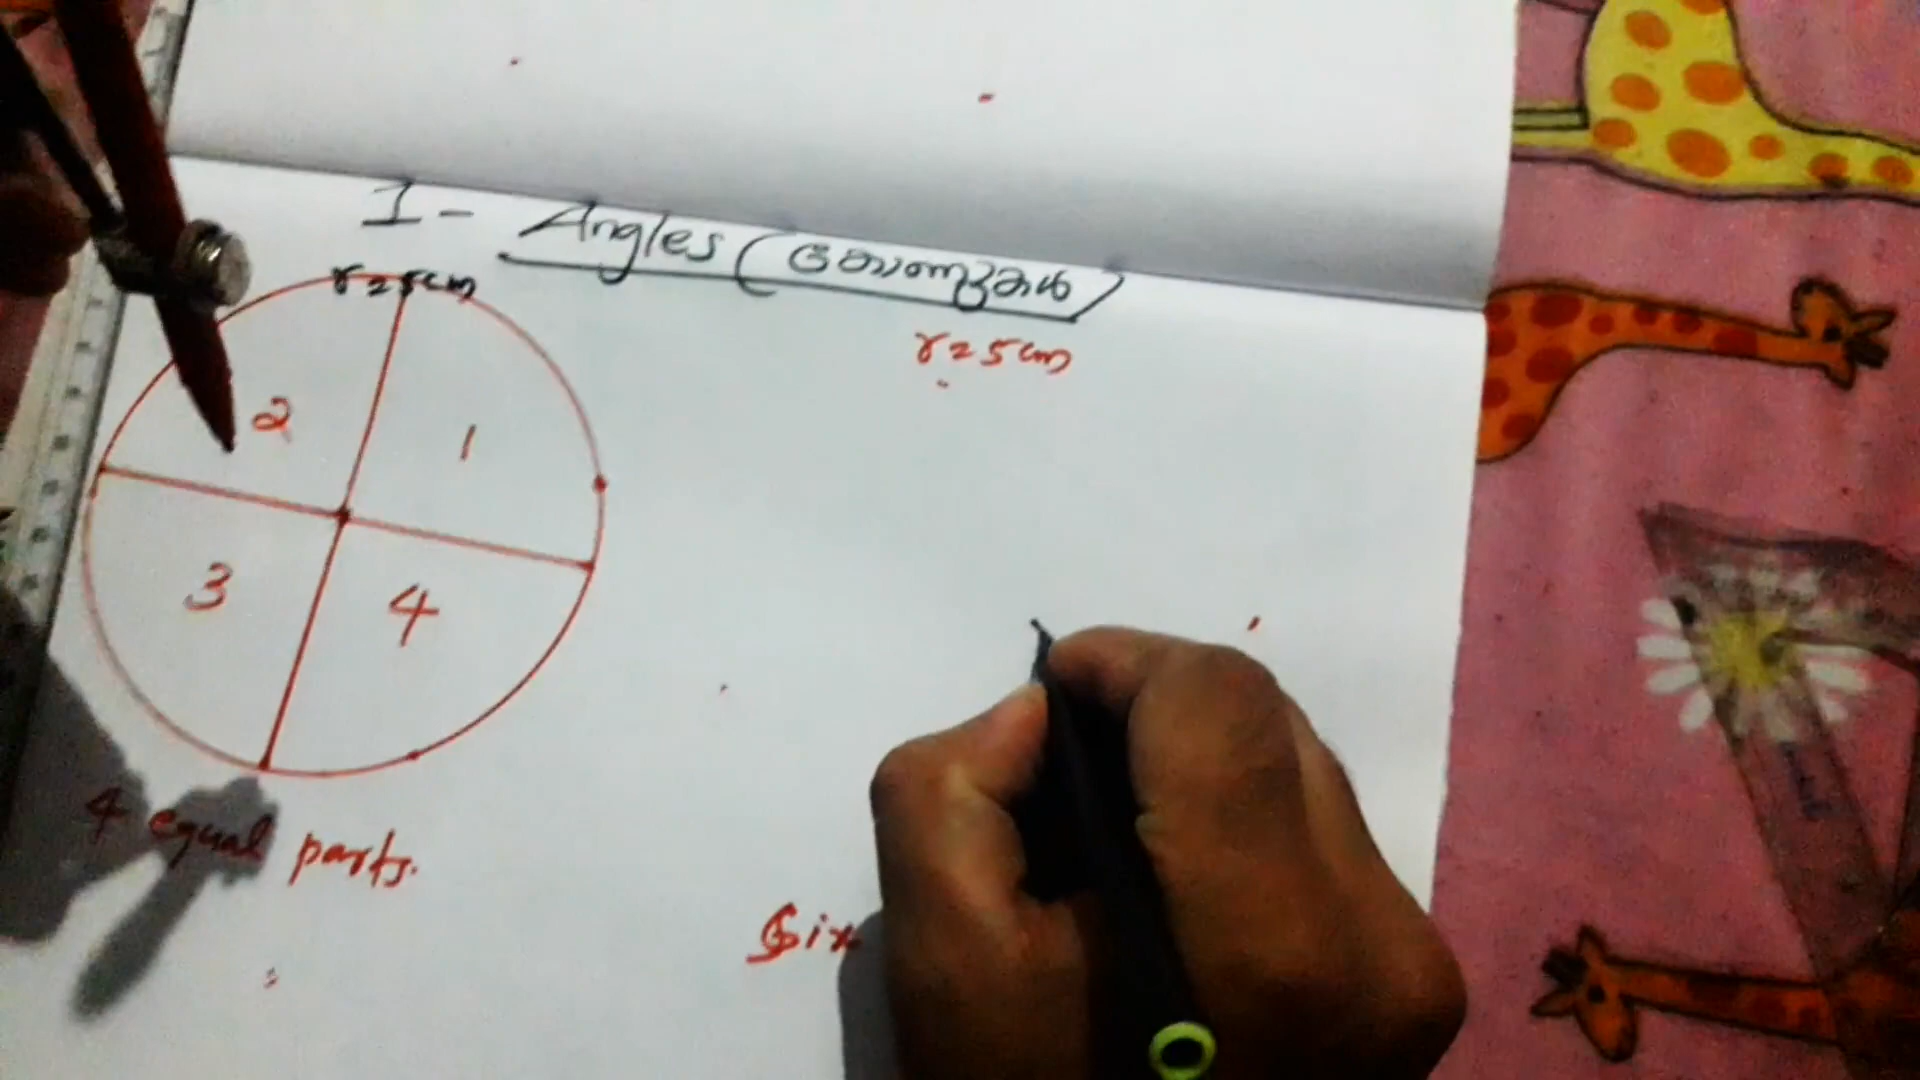 1 - Angles (കോണുകൾ)
r = 5cm
r = 5cm
2
1
3
4
4 equal parts.
Six